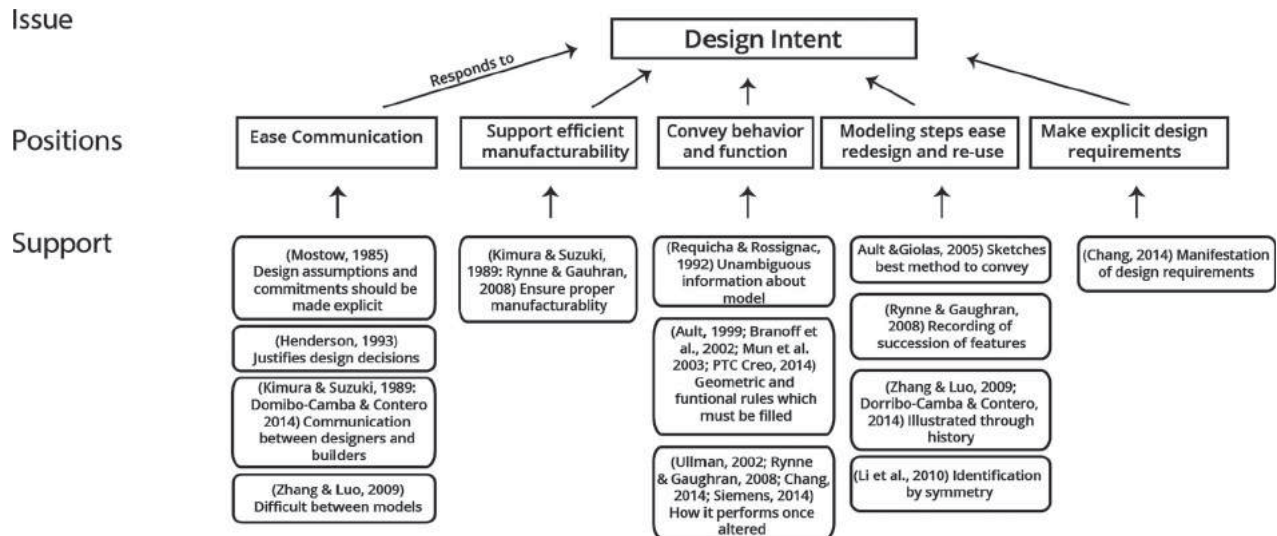 Issue
Design Intent
Responds to
Positions
Ease Communication
Support efficient
manufacturability
Convey behavior
and function
Modeling steps ease
redesign and re-use
Make explicit design
requirements
Support
(Mostow, 1985)
Design assumptions and
commitments should be
made explicit
(Henderson, 1993)
Justifies design decisions
(Kimura & Suzuki, 1989:
Domibo-Camba & Contero
2014) Communication
between designers and
builders
(Zhang & Luo, 2009)
Difficult between models
(Kimura & Suzuki,
1989: Rynne & Gauhran,
2008) Ensure proper
manufacturablity
(Requicha & Rossignac,
1992) Unambiguous
information about
model
(Ault, 1999; Branoff et
al., 2002; Mun et al.
2003; PTC Creo, 2014)
Geometric and
funtional rules which
must be filled
(Ullman, 2002; Rynne
& Gaughran, 2008; Chang,
2014; Siemens, 2014)
How it performs once
altered
Ault &Giolas, 2005) Sketches
best method to convey
(Rynne & Gaughran,
2008) Recording of
succession of features
(Zhang & Luo, 2009;
Dorribo-Camba & Contero,
2014) Illustrated through
history
(Li et al., 2010) Identification
by symmetry
(Chang, 2014) Manifestation
of design requirements